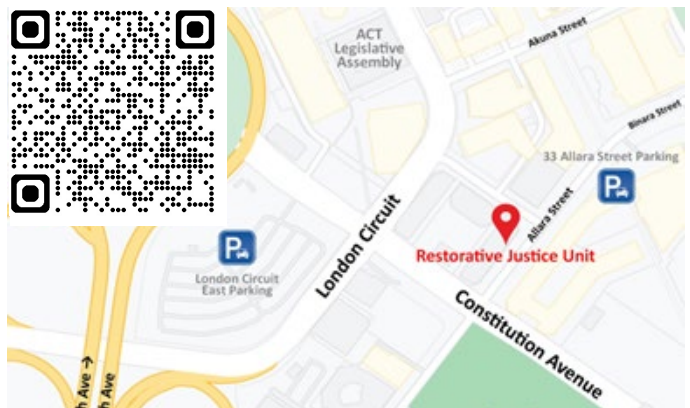 ACT
Legislative
Assembly
Akuna Street
Binara Street
33 Allara Street Parking
P
Allara Street
Restorative Justice Unit
London Circuit
P
London Circuit
East Parking
Constitution Avenue
Ave →
Ave